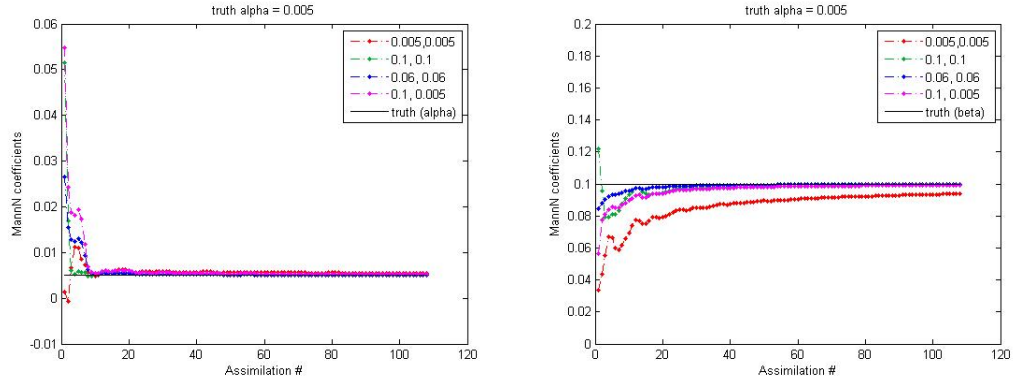 truth alpha = 0.005
MannN coefficients
0.06
0.05
0.04
0.03
0.02
0.01
0
-0.01
0.005,0.005
0.1, 0.1
0.06, 0.06
0.1, 0.005
truth (alpha)
0 20 40 60 80 100 120
Assimilation #
truth alpha = 0.005
MannN coefficients
0.2
0.18
0.16
0.14
0.12
0.1
0.08
0.06
0.04
0.02
0
0.005,0.005
0.1, 0.1
0.06, 0.06
0.1, 0.005
truth (beta)
0 20 40 60 80 100 120
Assimilation #